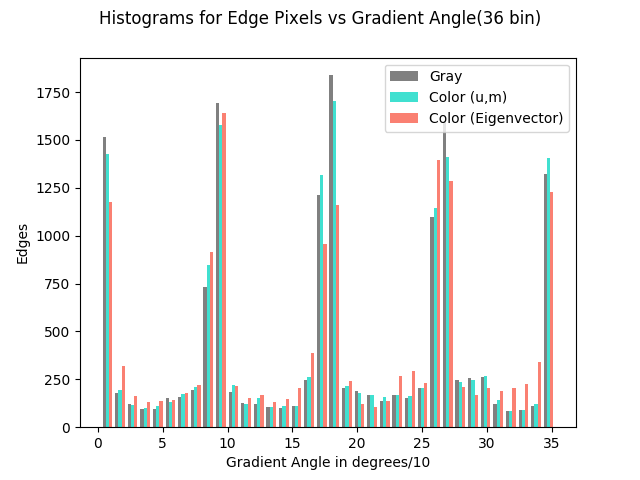 Histograms for Edge Pixels vs Gradient Angle(36 bin)
Gray
Color (u,m)
Color (Eigenvector)
1750
1500
1250
1000
750
500
250
0
Edges
0 5 10 15 20 25 30 35
Gradient Angle in degrees/10